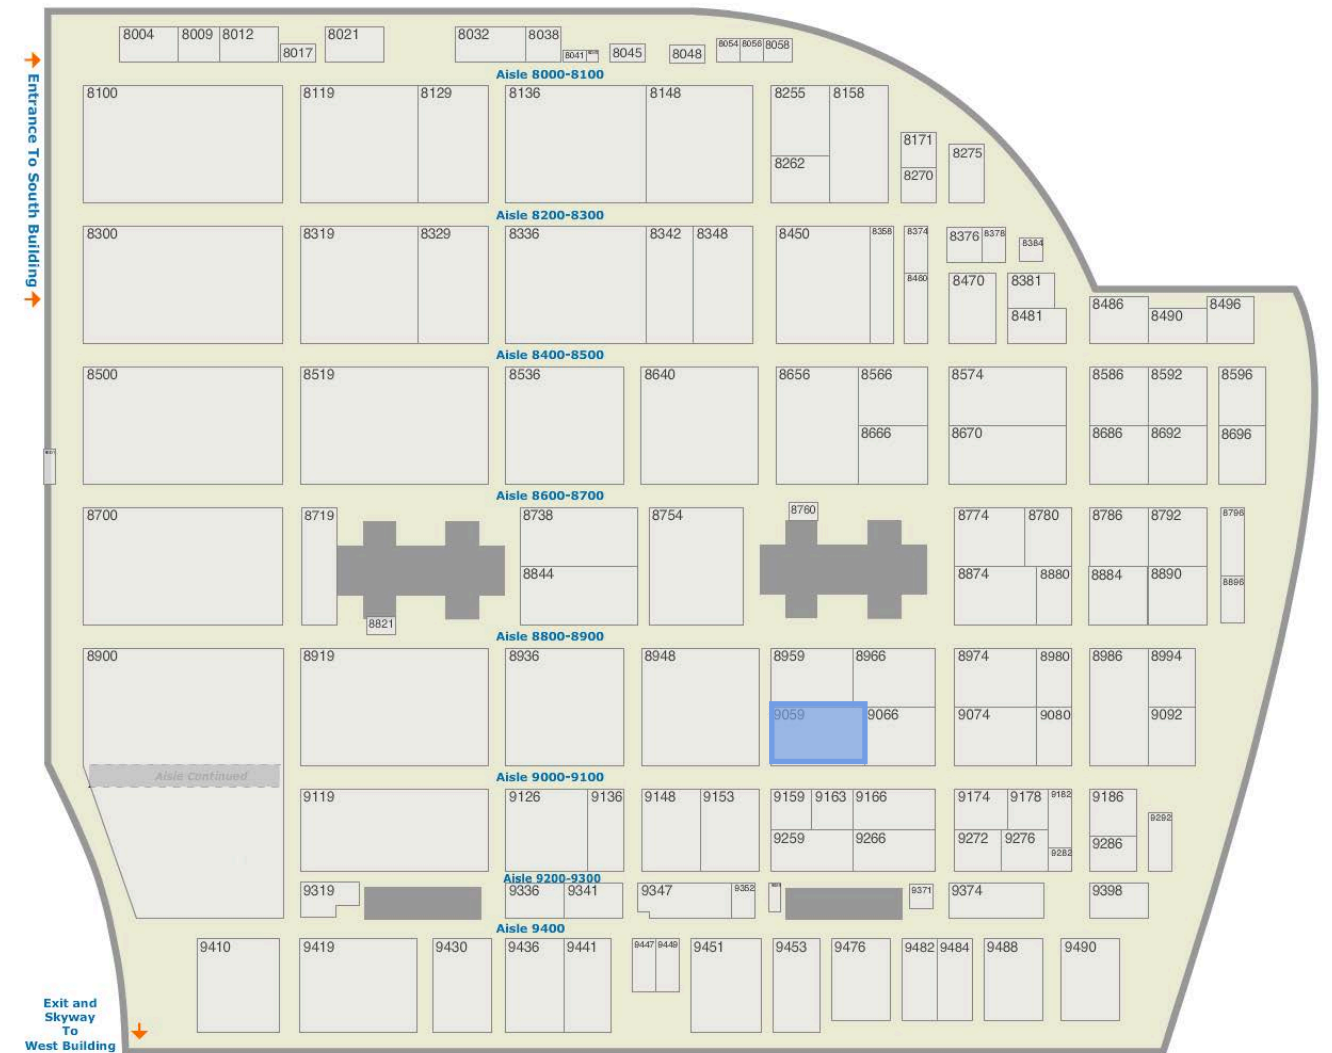 8004 8009 8012 8017 8021 8032 8038 8041 8045 8048 8054 8056 8058
Aisle 8000-8100
Entrance To South Building
8100 8119 8129 8136 8148 8255 8158
8171
8275
8262
8270
Aisle 8200-8300
8300 8319 8329 8336 8342 8348 8450 8358 8374 8376 8378 8384
8460 8470 8381
8486 8490 8496
8481
Aisle 8400-8500
8500 8519 8536 8640 8656 8566 8574 8586 8592 8596
8666 8670 8686 8692 8696
Aisle 8600-8700
8700 8719 8738 8754 8760 8774 8780 8786 8792 8796
8844 8874 8880 8884 8890 8896
8821
Aisle 8800-8900
8900 8919 8936 8948 8959 8966 8974 8980 8986 8994
9059 9066 9074 9080 9092
Aisle Continued
Aisle 9000-9100
9119 9126 9136 9148 9153 9159 9163 9166 9174 9178 9182 9186
9292
9259 9266 9272 9276 9282 9286
Aisle 9200-9300
9319 9336 9341 9347 9352 9371 9374 9398
Aisle 9400
9410 9419 9430 9436 9441 9447 9449 9451 9453 9476 9482 9484 9488 9490
Exit and
Skyway
To
West Building